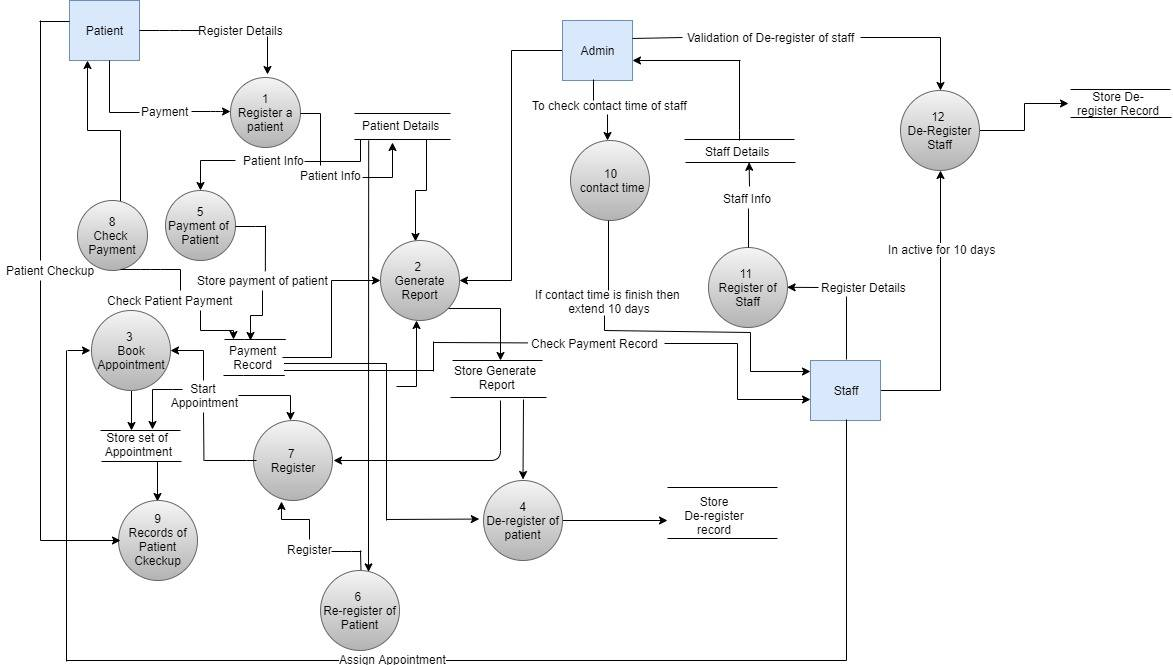 Patient
Register Details
Admin
Validation of De-register of staff
1
Register a
patient
Payment
Patient Details
To check contact time of staff
Store De-
register Record
12
De-Register
Staff
Patient Info
Patient Info
Staff Details
10
contact time
Staff Info
5
Payment of
Patient
8
Check
Payment
In active for 10 days
Patient Checkup
Store payment of patient
2
Generate
Report
11
Register of
Staff
Register Details
Check Patient Payment
If contact time is finish then
extend 10 days
3
Book
Appointment
Payment
Record
Check Payment Record
Store Generate
Report
Staff
Start
Appointment
Store set of
Appointment
7
Register
9
Records of
Patient
Ckeckup
4
De-register of
patient
Store
De-register
record
Register
6
Re-register of
Patient
Assign Appointment